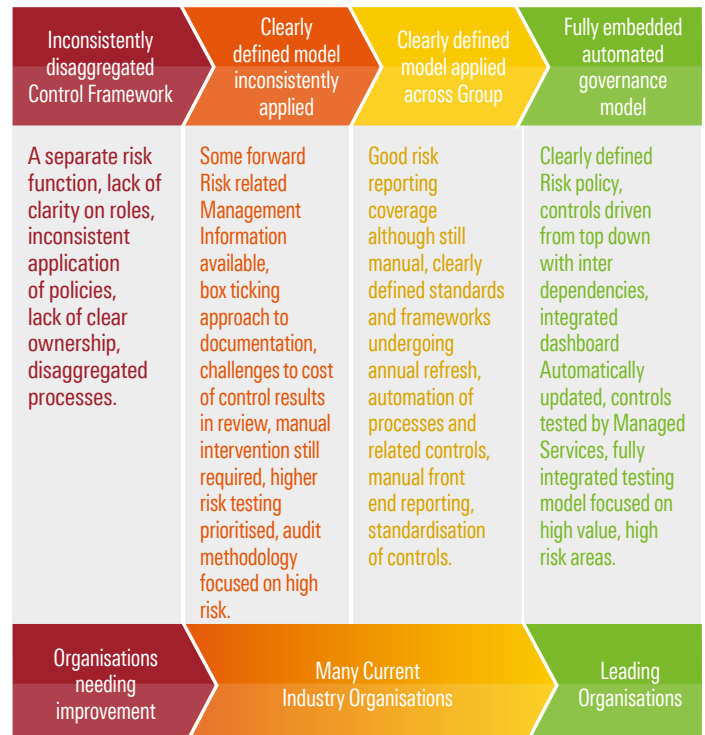 Inconsistently
disaggregated
Control Framework
Clearly
defined model
inconsistently
applied
Clearly defined
model applied
across Group
Fully embedded
automated
governance
model
A separate risk
function, lack of
clarity on roles,
inconsistent
application
of policies,
lack of clear
ownership,
disaggregated
processes.
Some forward
Risk related
Management
Information
available,
box ticking
approach to
documentation,
challenges to cost
of control results
in review, manual
intervention still
required, higher
risk testing
prioritised, audit
methodology
focused on high
risk.
Good risk
reporting
coverage
although still
manual, clearly
defined standards
and frameworks
undergoing
annual refresh,
automation of
processes and
related controls,
manual front
end reporting,
standardisation
of controls.
Clearly defined
Risk policy,
controls driven
from top down
with inter
dependencies,
integrated
dashboard
Automatically
updated, controls
tested by Managed
Services, fully
integrated testing
model focused on
high value, high
risk areas.
Organisations
needing
improvement
Many Current
Industry Organisations
Leading
Organisations